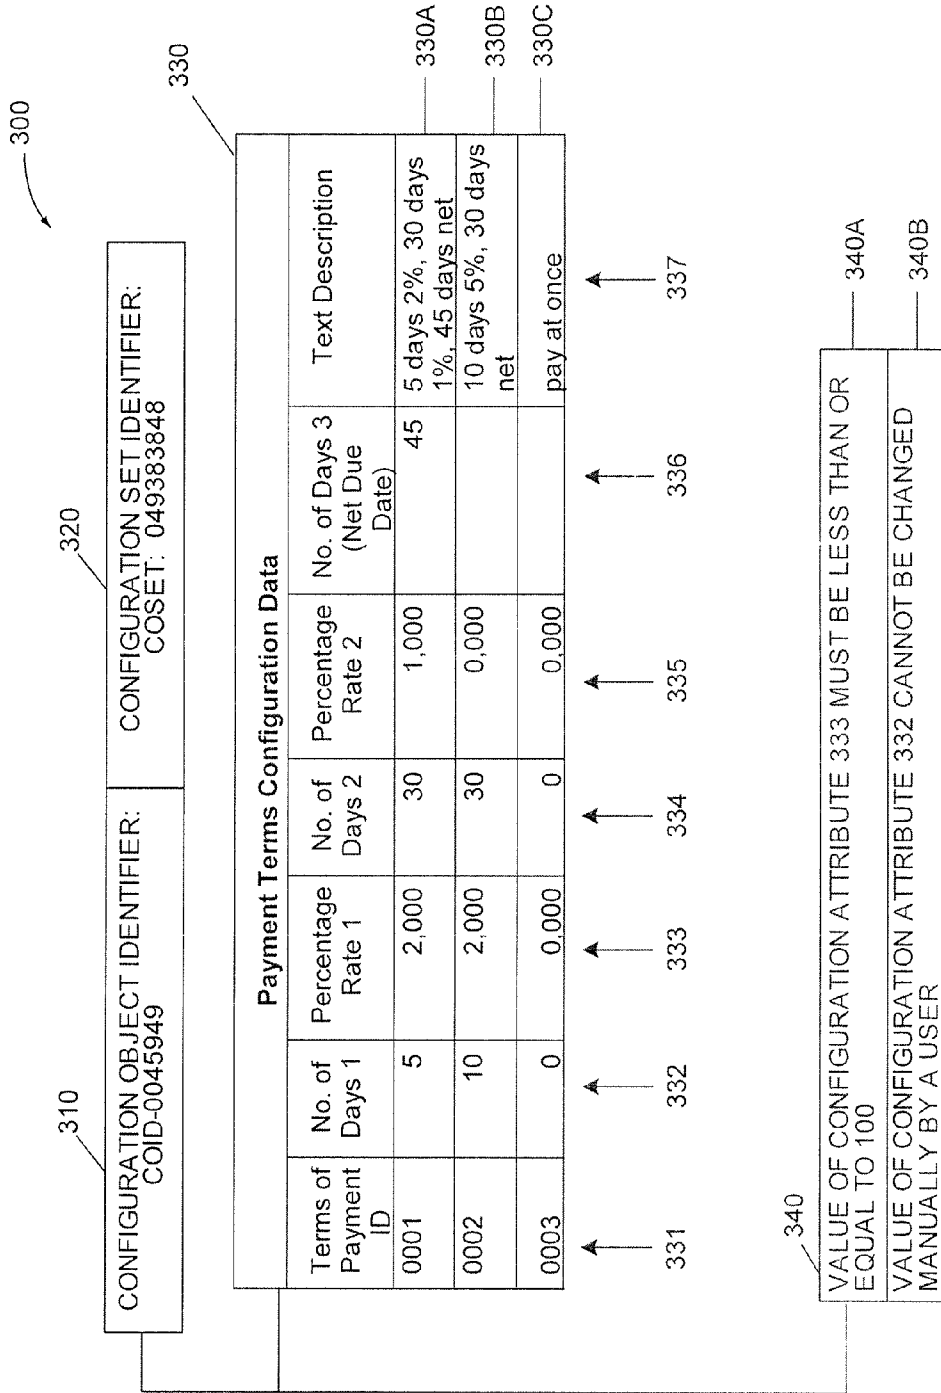 300
310
320
CONFIGURATION OBJECT IDENTIFIER:
COID-0045949
CONFIGURATION SET IDENTIFIER:
COSET: 049383848
330
Payment Terms Configuration Data
Terms of
Payment
ID
No. of
Days 1
Percentage
Rate 1
No. of
Days 2
Percentage
Rate 2
No. of Days 3
(Net Due
Date)
Text Description
0001 5 2,000 30 1,000 45 5 days 2%, 30 days
1%, 45 days net
330A
0002 10 2,000 30 0,000 10 days 5%, 30 days
net
330B
0003 0 0,000 0 0,000 pay at once
330C
331 332 333 334 335 336 337
340
VALUE OF CONFIGURATION ATTRIBUTE 333 MUST BE LESS THAN OR
EQUAL TO 100
340A
VALUE OF CONFIGURATION ATTRIBUTE 332 CANNOT BE CHANGED
MANUALLY BY A USER
340B